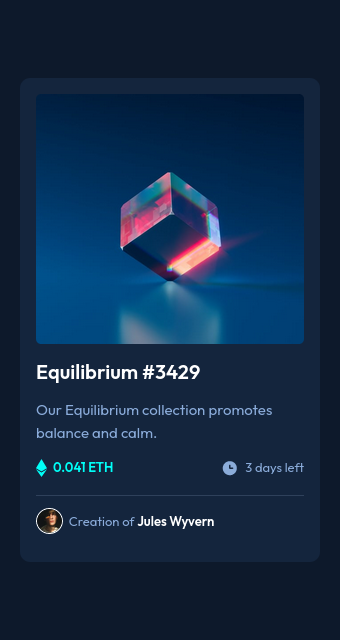 Equilibrium #3429
Our Equilibrium collection promotes
balance and calm.
0.041 ETH
3 days left
Creation of Jules Wyvern